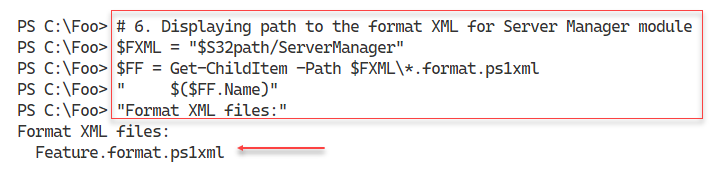 PS C:\Foo> # 6. Displaying path to the format XML for Server Manager module
PS C:\Foo> $FXML = "$S32path/ServerManager"
PS C:\Foo> $FF = Get-ChildItem -Path $FXML\*.format.ps1xml
PS C:\Foo> "    $($FF.Name)"
PS C:\Foo> "Format XML files:"
Format XML files:
  Feature.format.ps1xml